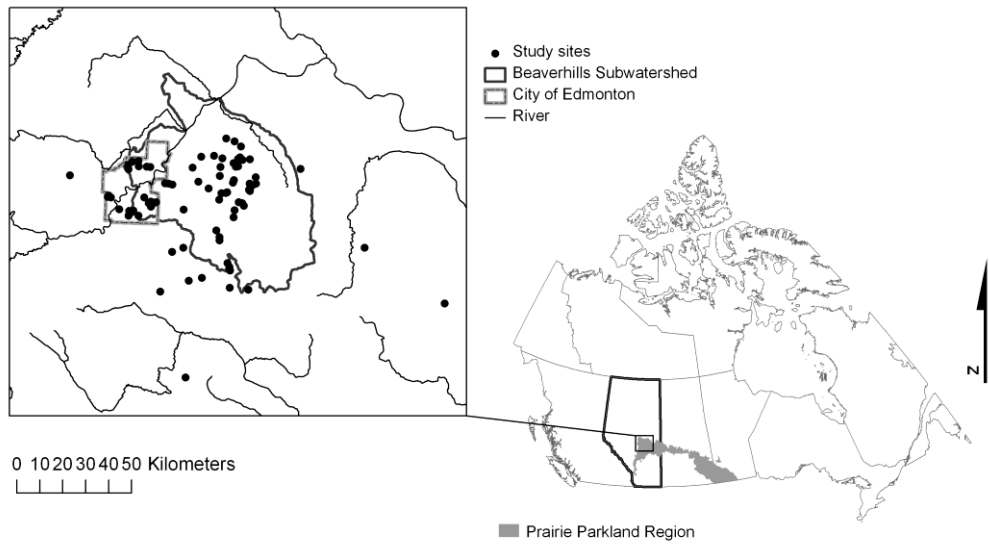 Study sites
Beaverhills Subwatershed
City of Edmonton
River
N
0 10 20 30 40 50 Kilometers
Prairie Parkland Region